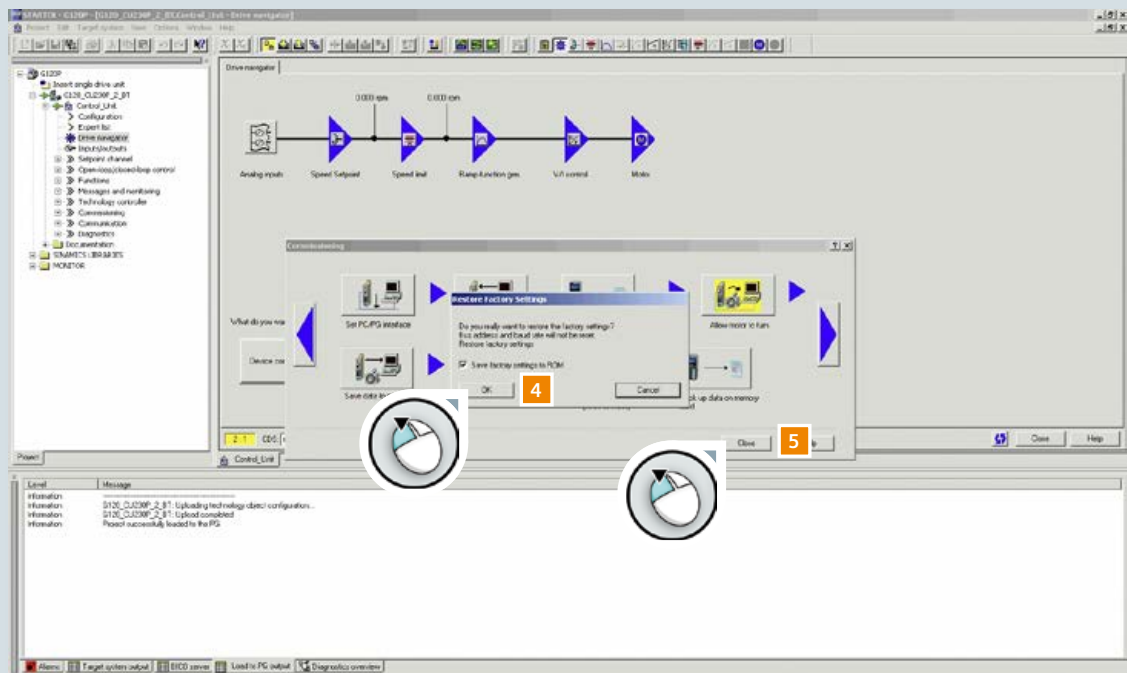 STARTER - G120P - [G120_CU230P_2_BT.Control_Unit - Drive navigator]
Project Edit Target system View Options Window Help
G120P
Insert single drive unit
G120_CU230P_2_BT
Control_Unit
Configuration
Expert list
Drive navigator
Inputs/outputs
Setpoint channel
Open-loop/closed-loop control
Functions
Messages and monitoring
Technology controller
Commissioning
Communication
Diagnostics
Documentation
SINAMICS LIBRARIES
MONITOR
Project
Drive navigator
0.000 rpm 0.000 rpm
Analog inputs Speed Setpoint Speed limit Ramp-function gen. V/f control Motor
What do you
Device
Commissioning
Set PC/PG interface
Allow motor to turn
Save data
up data on memory
Restore Factory Settings
Do you really want to restore the factory settings?
Bus address and baud rate will not be reset.
Restore factory settings
Save factory settings to ROM
OK 4 Cancel
Close 5
CDS:
Close Help
Control_Unit
Level Message
Information
Information G120_CU230P_2_BT: Uploading technology object configuration...
Information G120_CU230P_2_BT: Upload completed
Information Project successfully loaded to the PG
Alarms Target system output BICO server Load to PG output Diagnostics overview